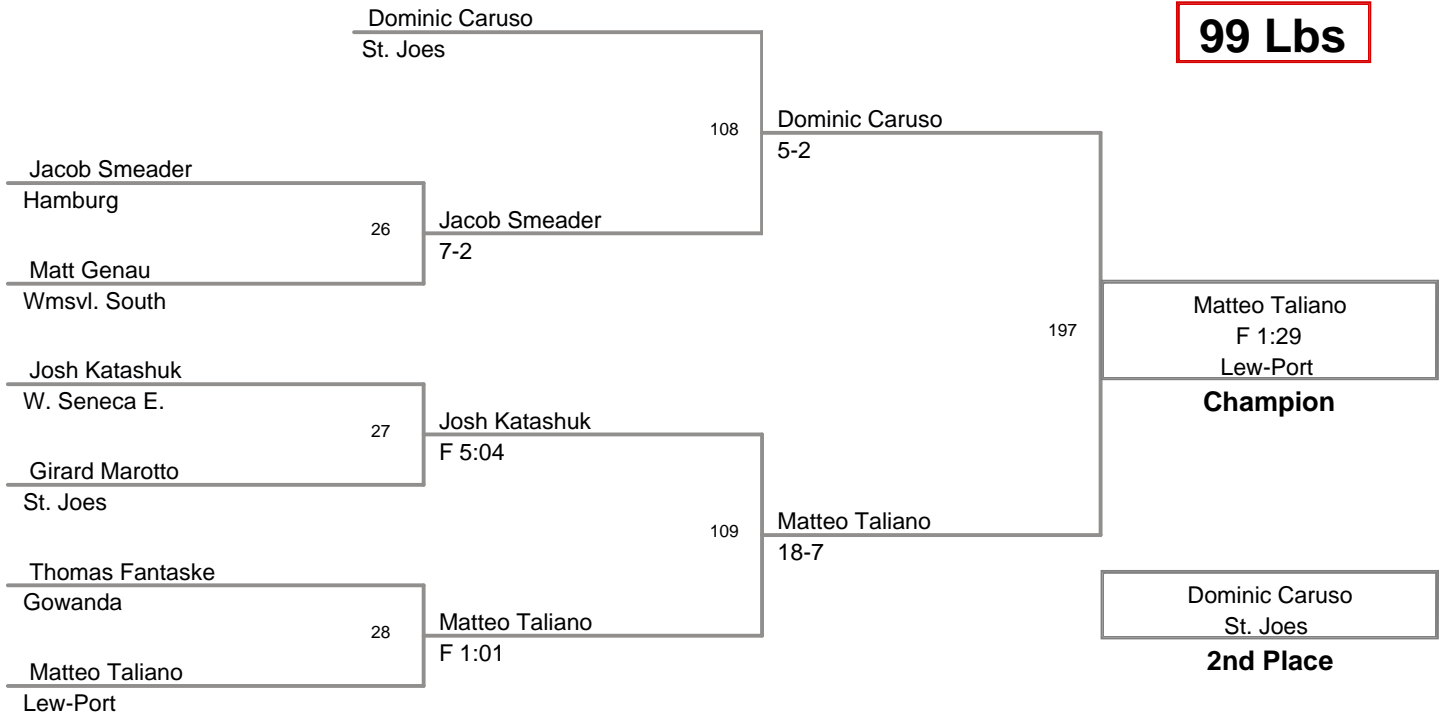 Dominic Caruso
St. Joes
99 Lbs
108
Dominic Caruso
5-2
Jacob Smeader
Hamburg
26
Jacob Smeader
7-2
Matt Genau
Wmsvl. South
197
Matteo Taliano
F 1:29
Lew-Port
Champion
Josh Katashuk
W. Seneca E.
27
Josh Katashuk
F 5:04
Girard Marotto
St. Joes
109
Matteo Taliano
18-7
Thomas Fantaske
Gowanda
28
Matteo Taliano
F 1:01
Matteo Taliano
Lew-Port
Dominic Caruso
St. Joes
2nd Place